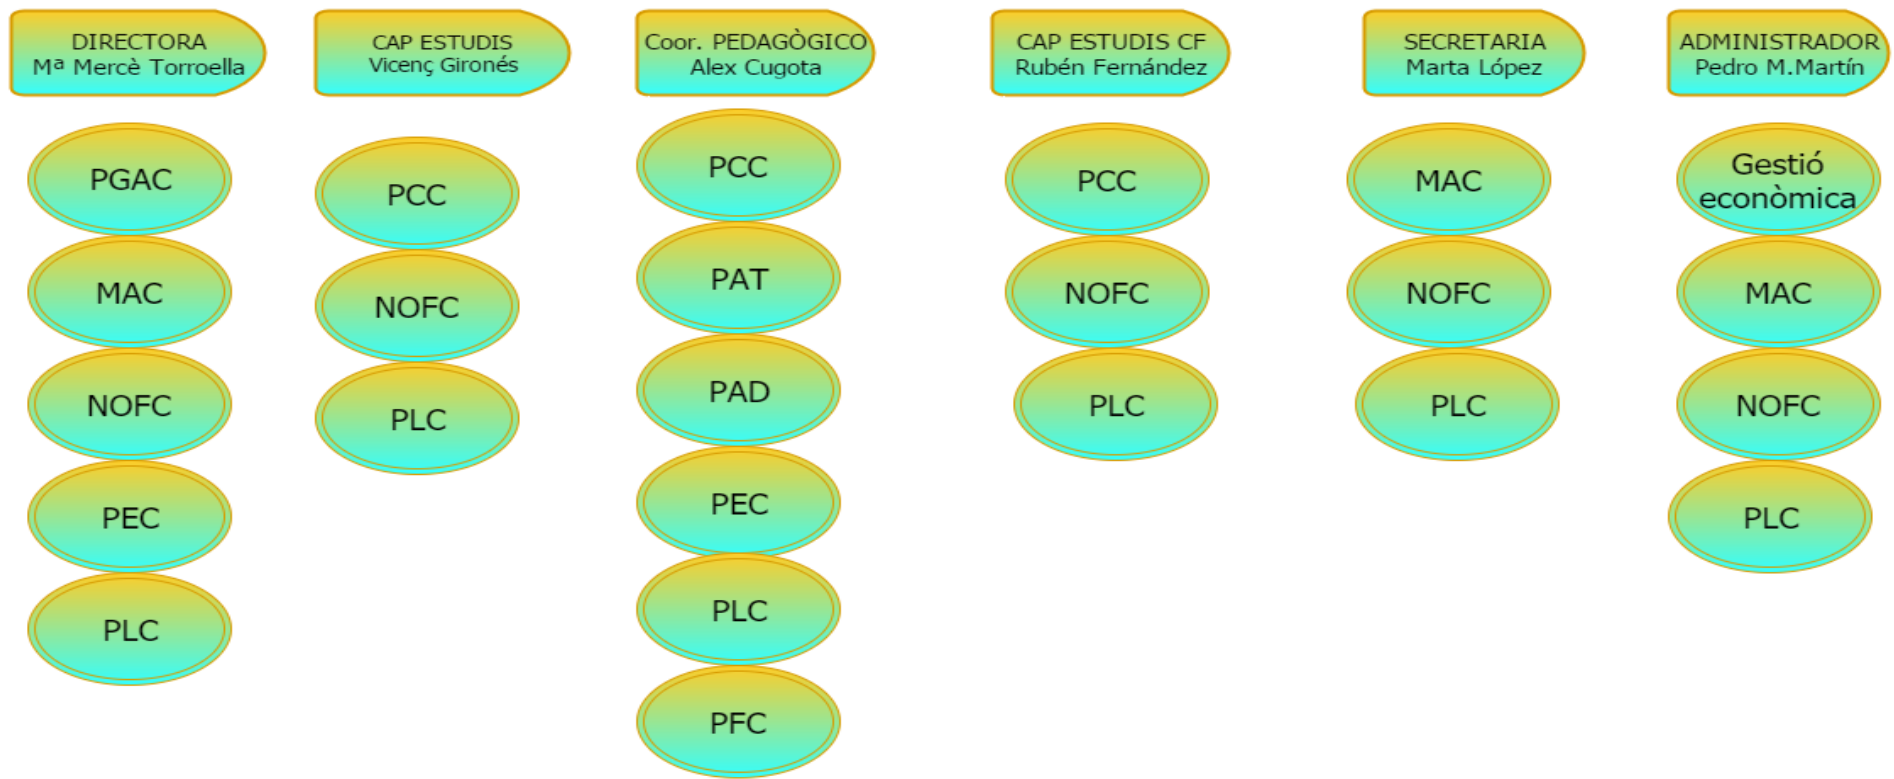 DIRECTORA
Mª Mercè Torroella
PGAC
MAC
NOFC
PEC
PLC
CAP ESTUDIS
Vicenç Gironés
PCC
NOFC
PLC
Coor. PEDAGÒGICO
Alex Cugota
PCC
PAT
PAD
PEC
PLC
PFC
CAP ESTUDIS CF
Rubén Fernández
PCC
NOFC
PLC
SECRETARIA
Marta López
MAC
NOFC
PLC
ADMINISTRADOR
Pedro M.Martín
Gestió
econòmica
MAC
NOFC
PLC